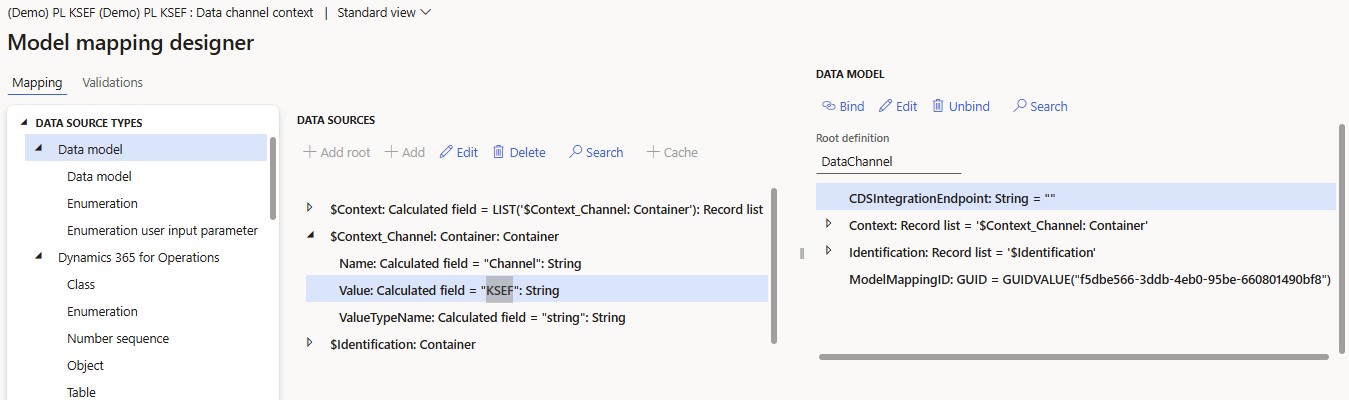 (Demo) PL KSEF (Demo) PL KSEF : Data channel context | Standard view
Model mapping designer
Mapping Validations
DATA SOURCE TYPES
Data model
Data model
Enumeration
Enumeration user input parameter
Dynamics 365 for Operations
Class
Enumeration
Number sequence
Object
Table
DATA SOURCES
Add root Add Edit Delete Search Cache
$Context: Calculated field = LIST('$Context_Channel: Container'): Record list
$Context_Channel: Container: Container
Name: Calculated field = "Channel": String
Value: Calculated field = "KSEF": String
ValueTypeName: Calculated field = "string": String
$Identification: Container
DATA MODEL
Bind Edit Unbind Search
Root definition
DataChannel
CDSIntegrationEndpoint: String = ""
Context: Record list = '$Context_Channel: Container'
Identification: Record list = '$Identification'
ModelMappingID: GUID = GUIDVALUE("f5dbe566-3ddb-4eb0-95be-660801490bf8")